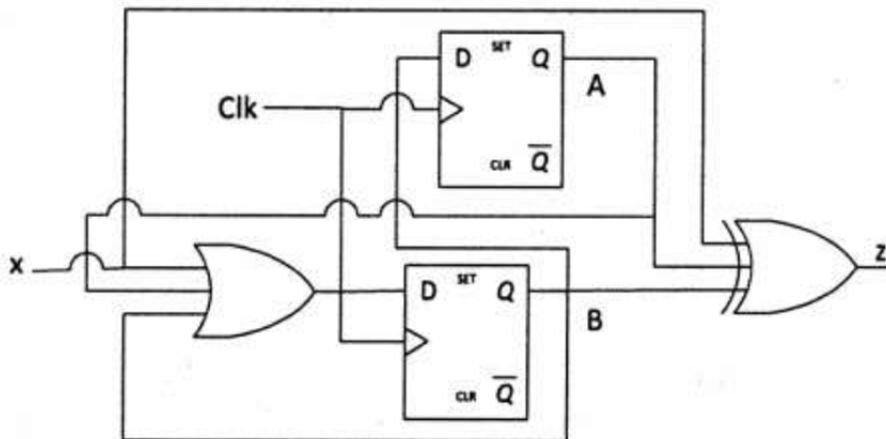 D SET Q
A
Clk
CLR Q̅
x
z
D SET Q
B
CLR Q̅